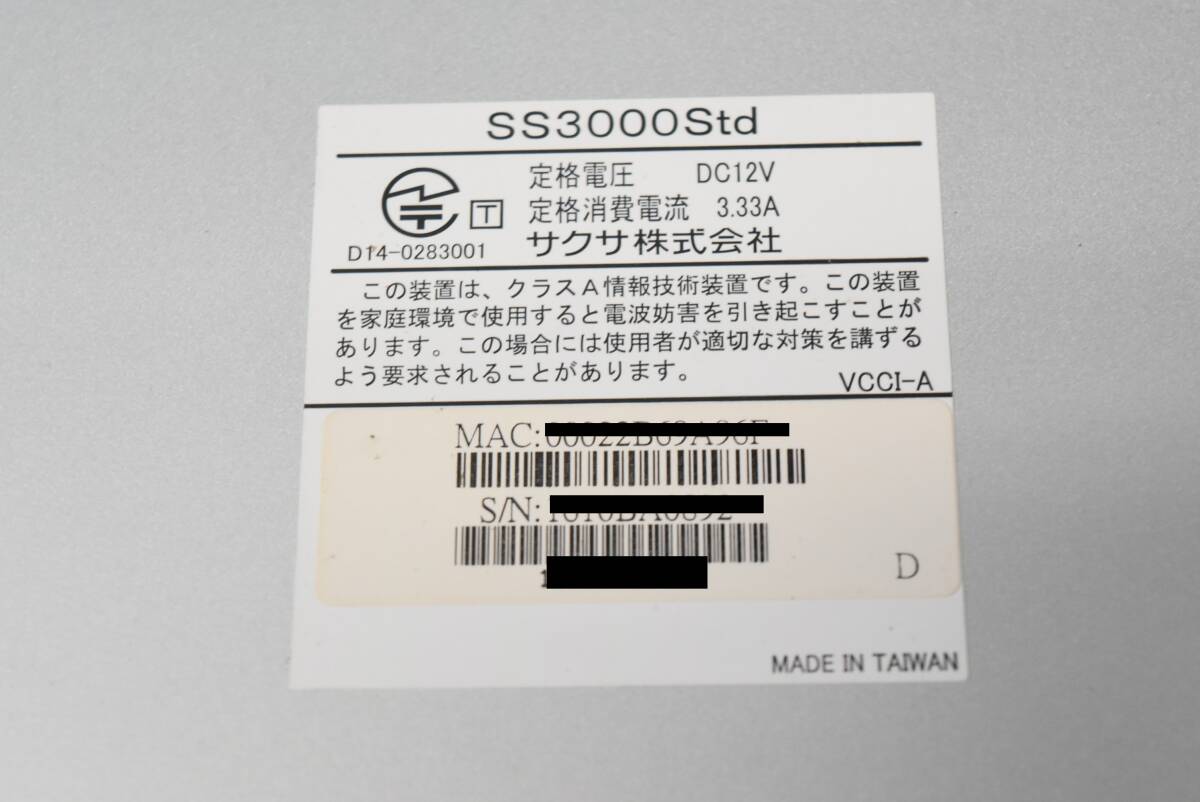 SS3000Std
定格電圧 DC12V
定格消費電流 3.33A
T
D14-0283001 サクサ株式会社
この装置は、クラスA情報技術装置です。この装置
を家庭環境で使用すると電波妨害を引き起こすことが
あります。この場合には使用者が適切な対策を講ずる
よう要求されることがあります。
VCCI-A
MAC:
S/N:
D
MADE IN TAIWAN